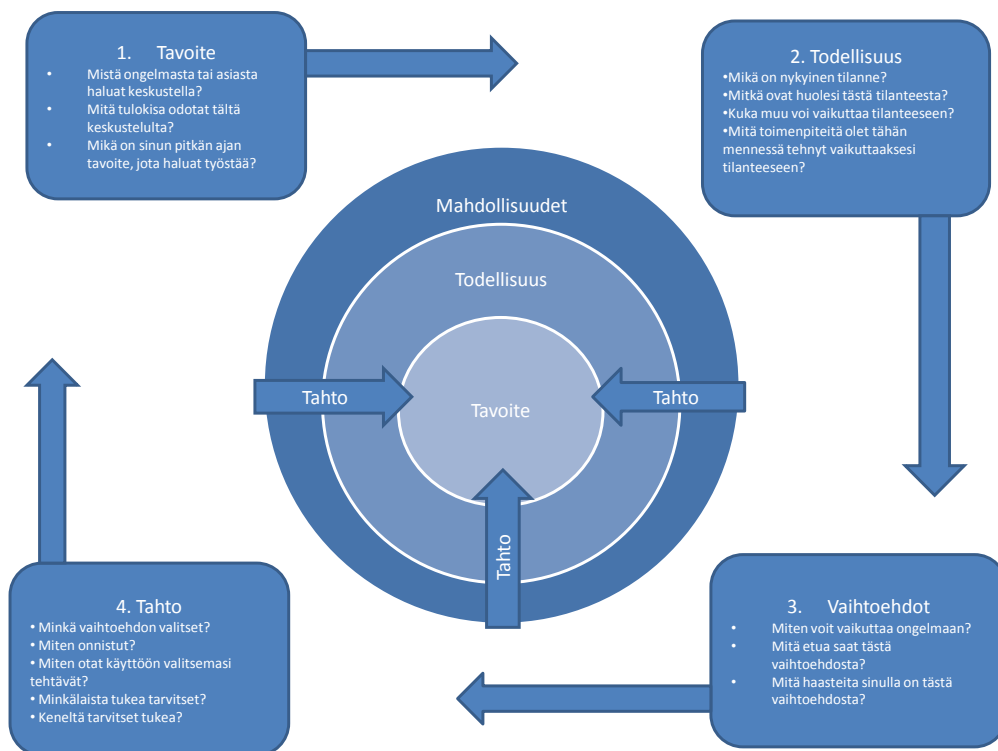 1. Tavoite
• Mistä ongelmasta tai asiasta
haluat keskustella?
• Mitä tulokisa odotat tältä
keskustelulta?
• Mikä on sinun pitkän ajan
tavoite, jota haluat työstää?
2. Todellisuus
•Mikä on nykyinen tilanne?
•Mitkä ovat huolesi tästä tilanteesta?
•Kuka muu voi vaikuttaa tilanteeseen?
•Mitä toimenpiteitä olet tähän
mennessä tehnyt vaikuttaaksesi
tilanteeseen?
Mahdollisuudet
Todellisuus
Tahto
Tavoite
Tahto
Tahto
4. Tahto
• Minkä vaihtoehdon valitset?
• Miten onnistut?
• Miten otat käyttöön valitsemasi
tehtävät?
• Minkälaista tukea tarvitset?
• Keneltä tarvitset tukea?
3. Vaihtoehdot
• Miten voit vaikuttaa ongelmaan?
• Mitä etua saat tästä
vaihtoehdosta?
• Mitä haasteita sinulla on tästä
vaihtoehdosta?